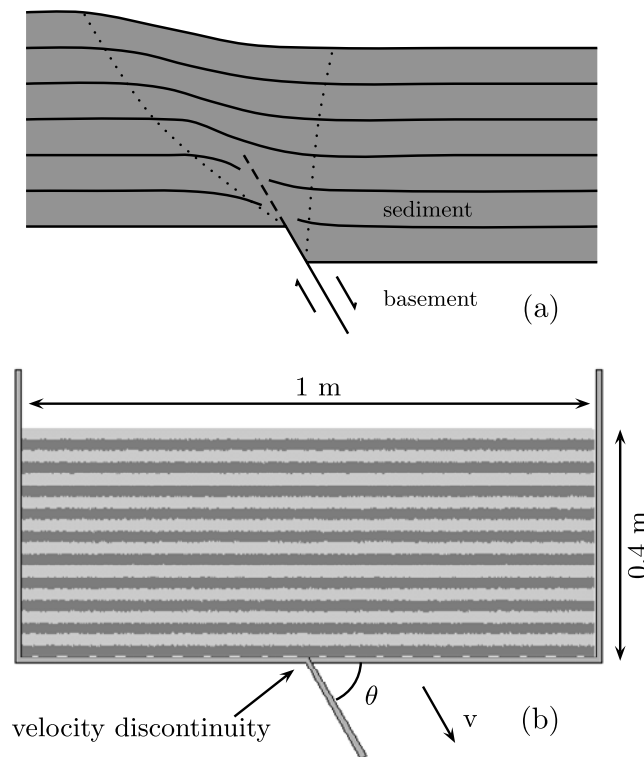 sediment
basement
(a)
1 m
0.4 m
θ
velocity discontinuity
v
(b)